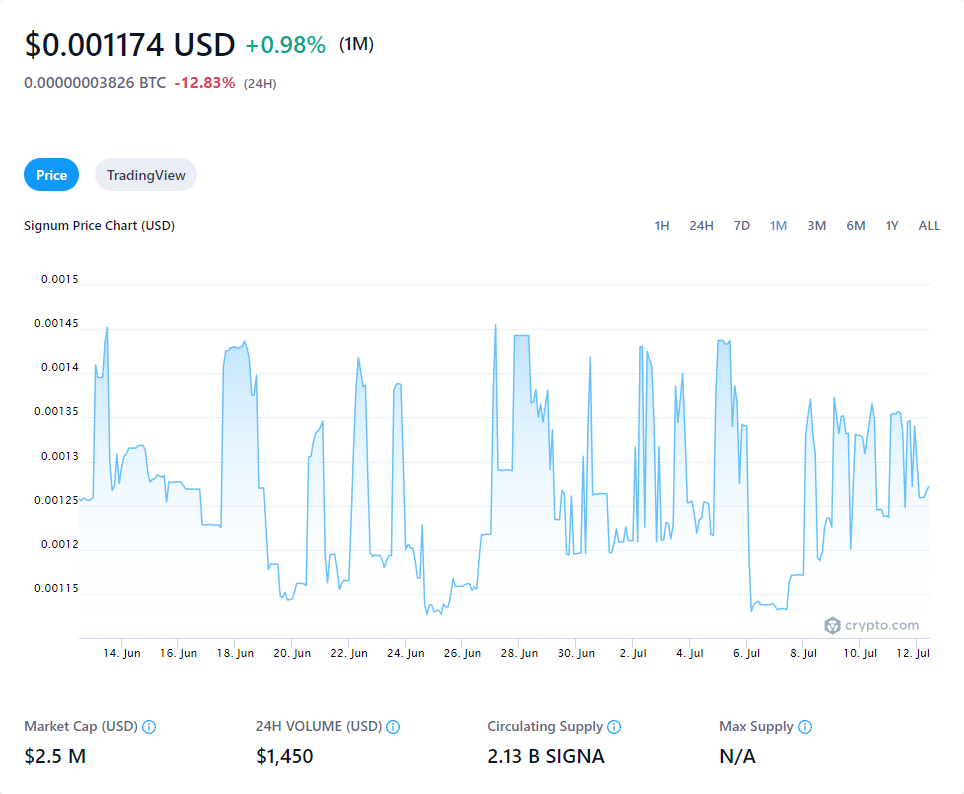 $0.001174 USD +0.98% (1M)
0.00000003826 BTC -12.83% (24H)
Price TradingView
Signum Price Chart (USD) 1H 24H 7D 1M 3M 6M 1Y ALL
0.0015
0.00145
0.0014
0.00135
0.0013
0.00125
0.0012
0.00115
crypto.com
14. Jun 16. Jun 18. Jun 20. Jun 22. Jun 24. Jun 26. Jun 28. Jun 30. Jun 2. Jul 4. Jul 6. Jul 8. Jul 10. Jul 12. Jul
Market Cap (USD) 24H VOLUME (USD) Circulating Supply Max Supply
$2.5 M $1,450 2.13 B SIGNA N/A